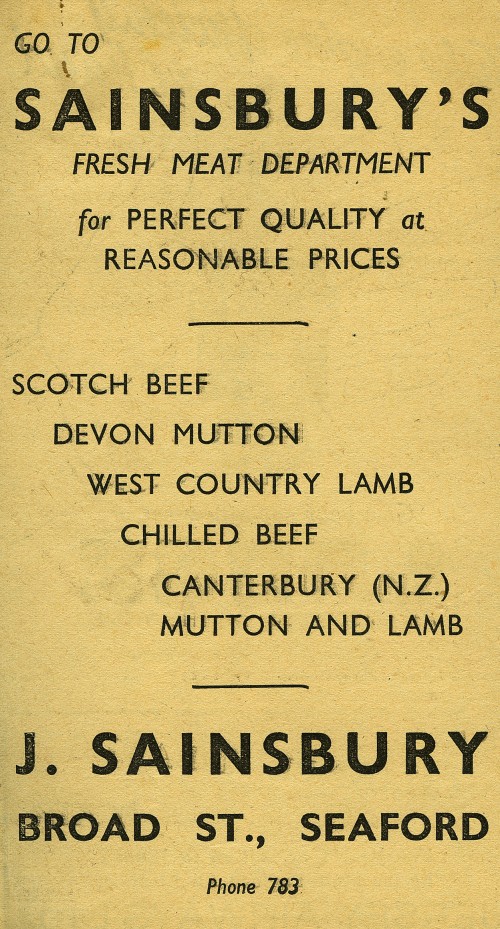 GO TO
SAINSBURY'S
FRESH MEAT DEPARTMENT
for PERFECT QUALITY at
REASONABLE PRICES
SCOTCH BEEF
DEVON MUTTON
WEST COUNTRY LAMB
CHILLED BEEF
CANTERBURY (N.Z.)
MUTTON AND LAMB
J. SAINSBURY
BROAD ST., SEAFORD
Phone 783